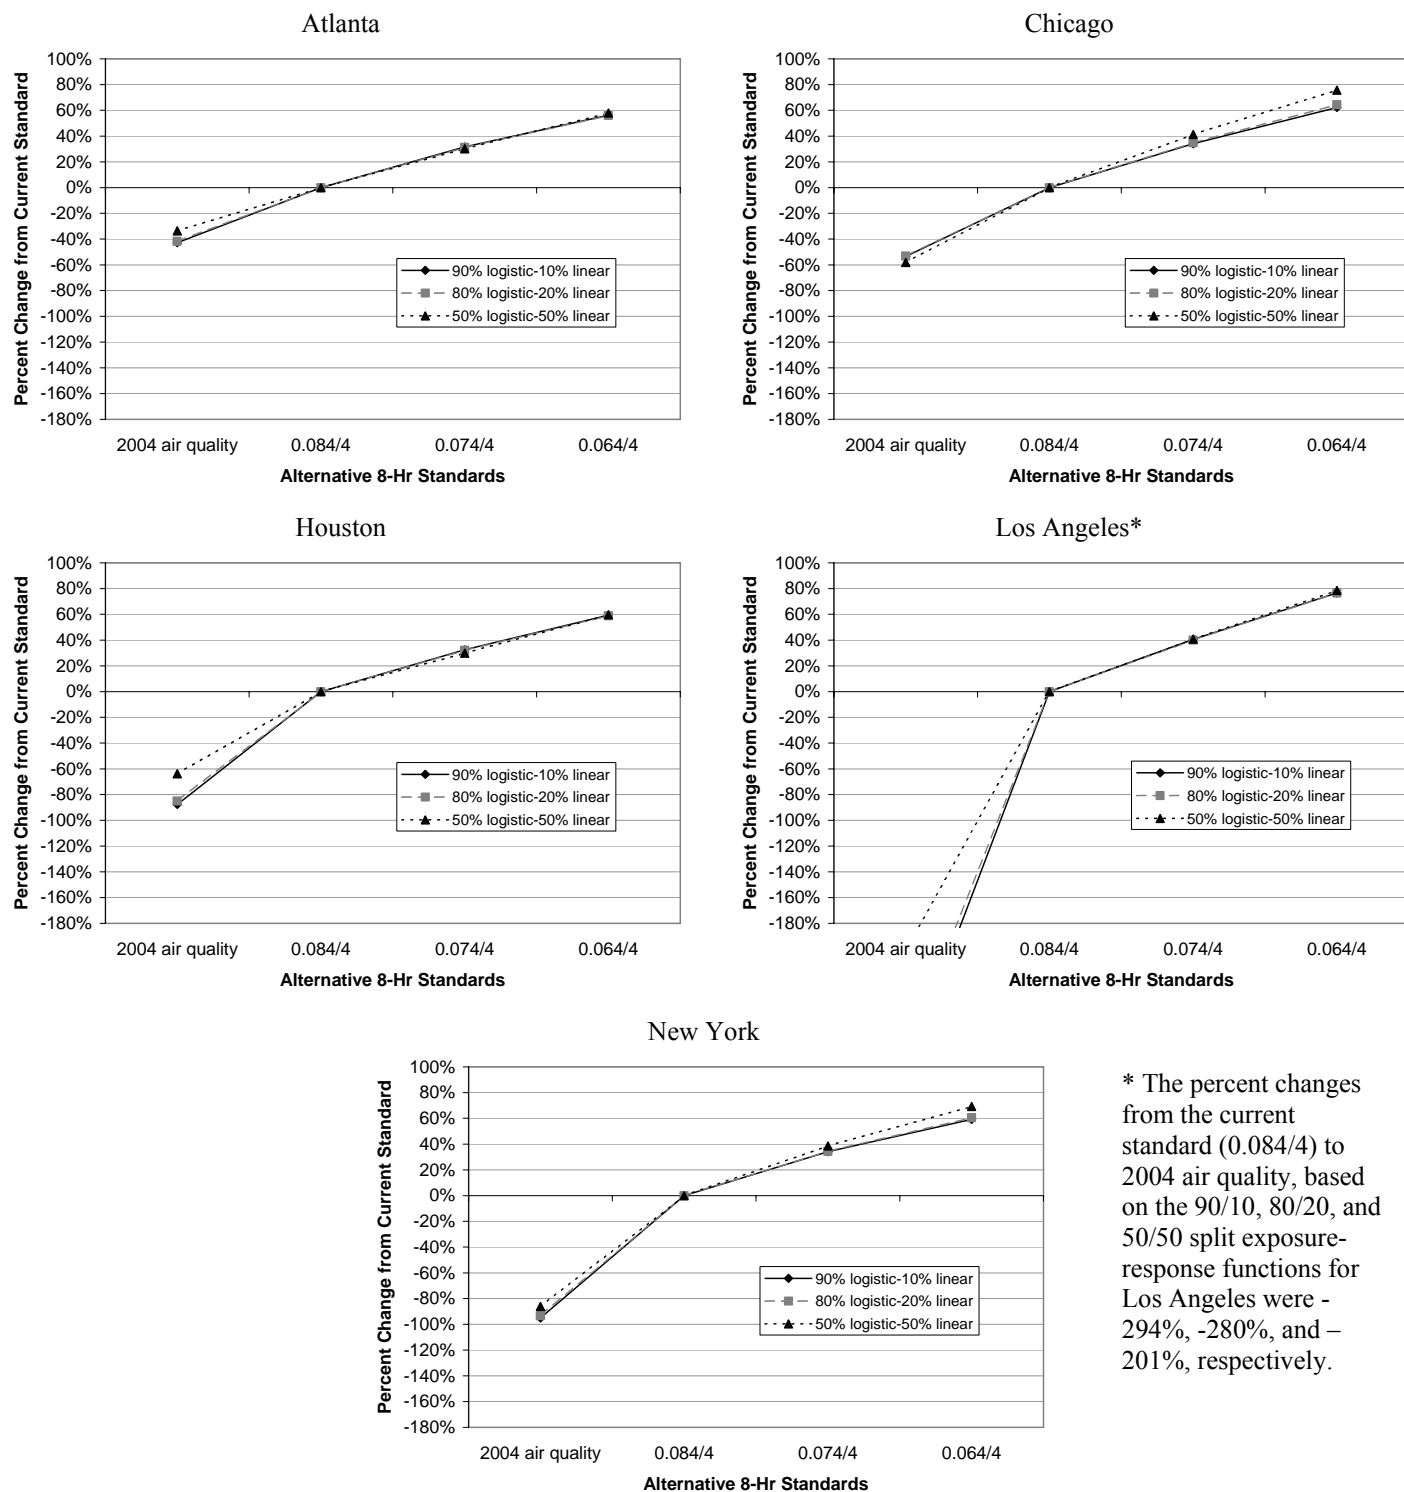 Atlanta
Percent Change from Current Standard
100%
80%
60%
40%
20%
0%
-20%
-40%
-60%
-80%
-100%
-120%
-140%
-160%
-180%
90% logistic-10% linear
80% logistic-20% linear
50% logistic-50% linear
2004 air quality 0.084/4 0.074/4 0.064/4
Alternative 8-Hr Standards
Chicago
Percent Change from Current Standard
100%
80%
60%
40%
20%
0%
-20%
-40%
-60%
-80%
-100%
-120%
-140%
-160%
-180%
90% logistic-10% linear
80% logistic-20% linear
50% logistic-50% linear
2004 air quality 0.084/4 0.074/4 0.064/4
Alternative 8-Hr Standards
Houston
Percent Change from Current Standard
100%
80%
60%
40%
20%
0%
-20%
-40%
-60%
-80%
-100%
-120%
-140%
-160%
-180%
90% logistic-10% linear
80% logistic-20% linear
50% logistic-50% linear
2004 air quality 0.084/4 0.074/4 0.064/4
Alternative 8-Hr Standards
Los Angeles*
Percent Change from Current Standard
100%
80%
60%
40%
20%
0%
-20%
-40%
-60%
-80%
-100%
-120%
-140%
-160%
-180%
90% logistic-10% linear
80% logistic-20% linear
50% logistic-50% linear
2004 air quality 0.084/4 0.074/4 0.064/4
Alternative 8-Hr Standards
New York
Percent Change from Current Standard
100%
80%
60%
40%
20%
0%
-20%
-40%
-60%
-80%
-100%
-120%
-140%
-160%
-180%
90% logistic-10% linear
80% logistic-20% linear
50% logistic-50% linear
2004 air quality 0.084/4 0.074/4 0.064/4
Alternative 8-Hr Standards
* The percent changes
from the current
standard (0.084/4) to
2004 air quality, based
on the 90/10, 80/20, and
50/50 split exposure-
response functions for
Los Angeles were -
294%, -280%, and –
201%, respectively.